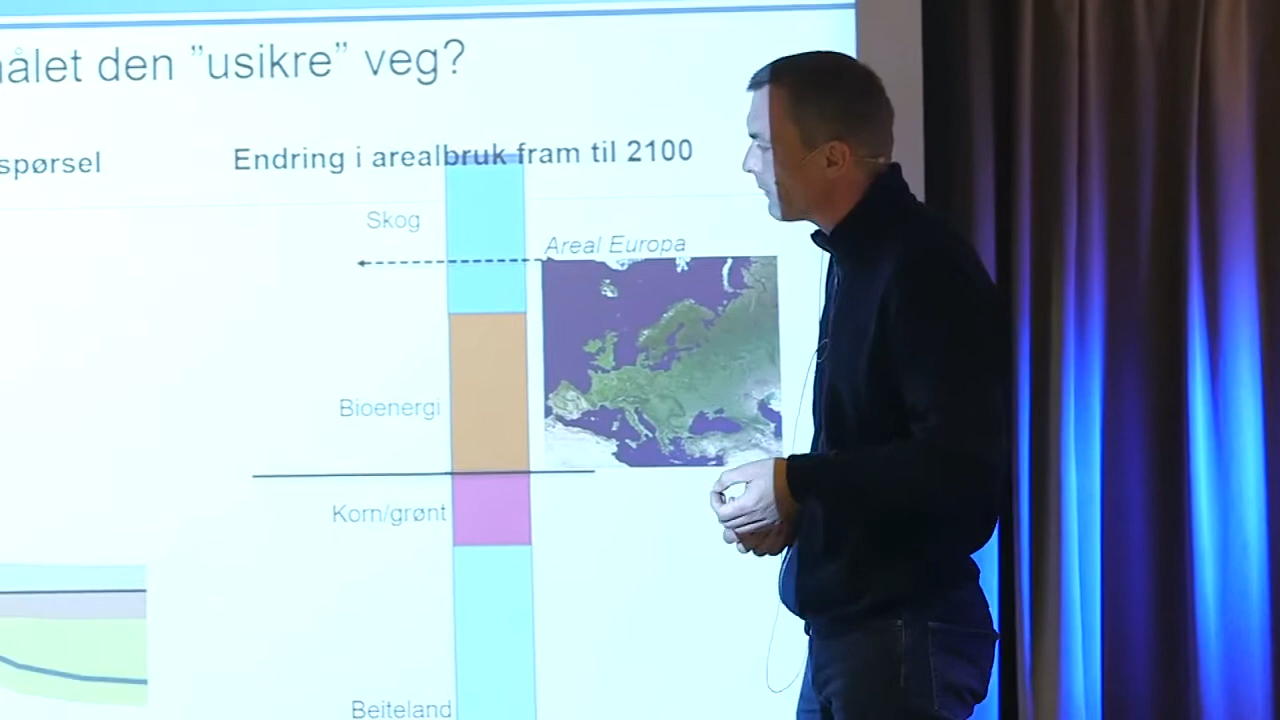 ålet den ”usikre” veg?
spørsel
Endring i arealbruk fram til 2100
Skog
Areal Europa
Bioenergi
Korn/grønt
Beiteland